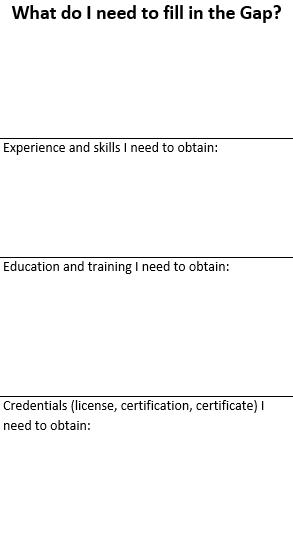 What do I need to fill in the Gap?
Experience and skills I need to obtain:
Education and training I need to obtain:
Credentials (license, certification, certificate) I
need to obtain: